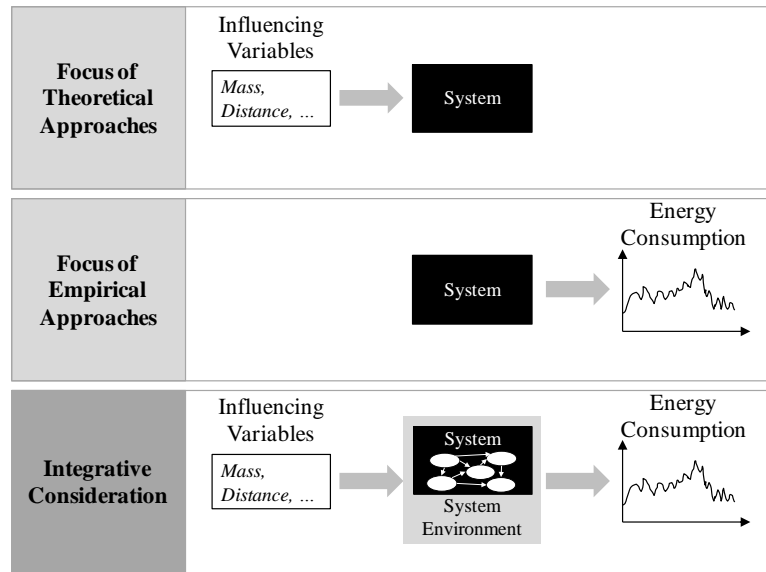 Focus of
Theoretical
Approaches
Influencing
Variables
Mass,
Distance, ...
System
Focus of
Empirical
Approaches
System
Energy
Consumption
Integrative
Consideration
Influencing
Variables
Mass,
Distance, ...
System
System
Environment
Energy
Consumption